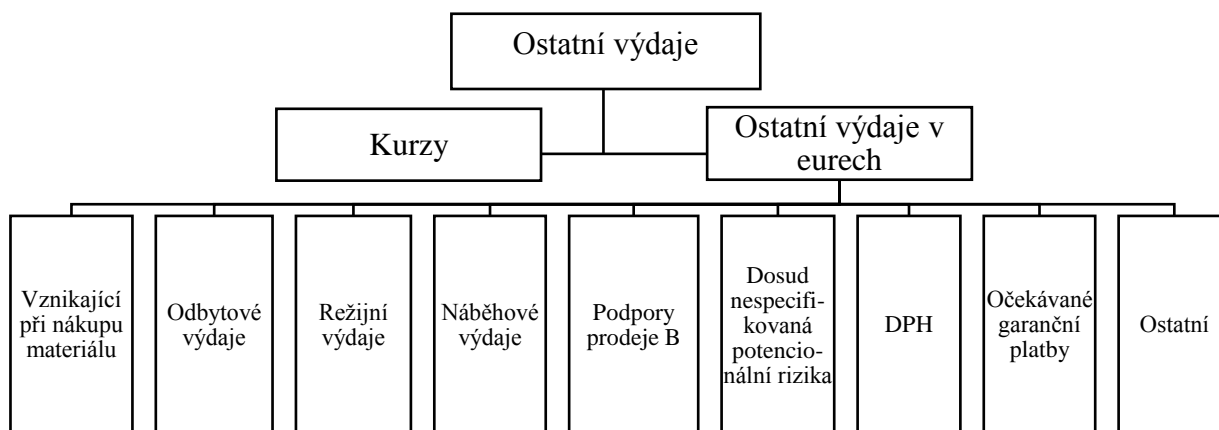 Ostatní výdaje
Kurzy
Ostatní výdaje v
eurech
Vznikající
při nákupu
materiálu
Odbytové
výdaje
Režijní
výdaje
Náběhové
výdaje
Podpory
prodeje B
Dosud
nespecifi-
kovaná
potencio-
nální rizika
DPH
Očekávané
garanční
platby
Ostatní